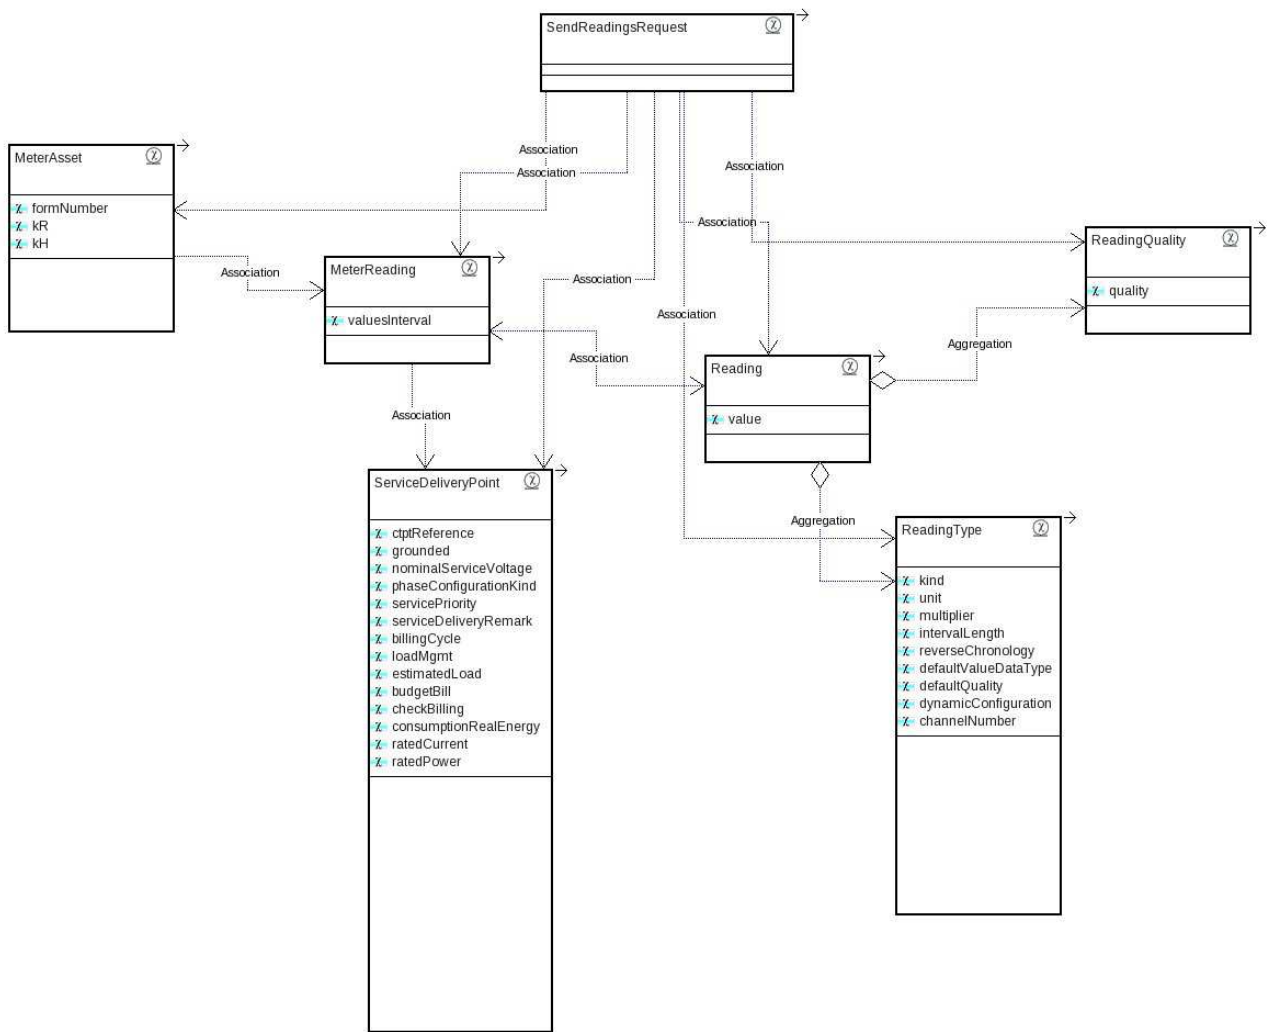 SendReadingsRequest
MeterAsset
formNumber
kR
kH
Association
Association
Association
Association
Association
Association
Association
ReadingQuality
quality
MeterReading
valuesInterval
Association
Association
Aggregation
Reading
value
Association
Aggregation
ServiceDeliveryPoint
ctptReference
grounded
nominalServiceVoltage
phaseConfigurationKind
servicePriority
serviceDeliveryRemark
billingCycle
loadMgmt
estimatedLoad
budgetBill
checkBilling
consumptionRealEnergy
ratedCurrent
ratedPower
ReadingType
kind
unit
multiplier
intervalLength
reverseChronology
defaultValueDataType
defaultQuality
dynamicConfiguration
channelNumber